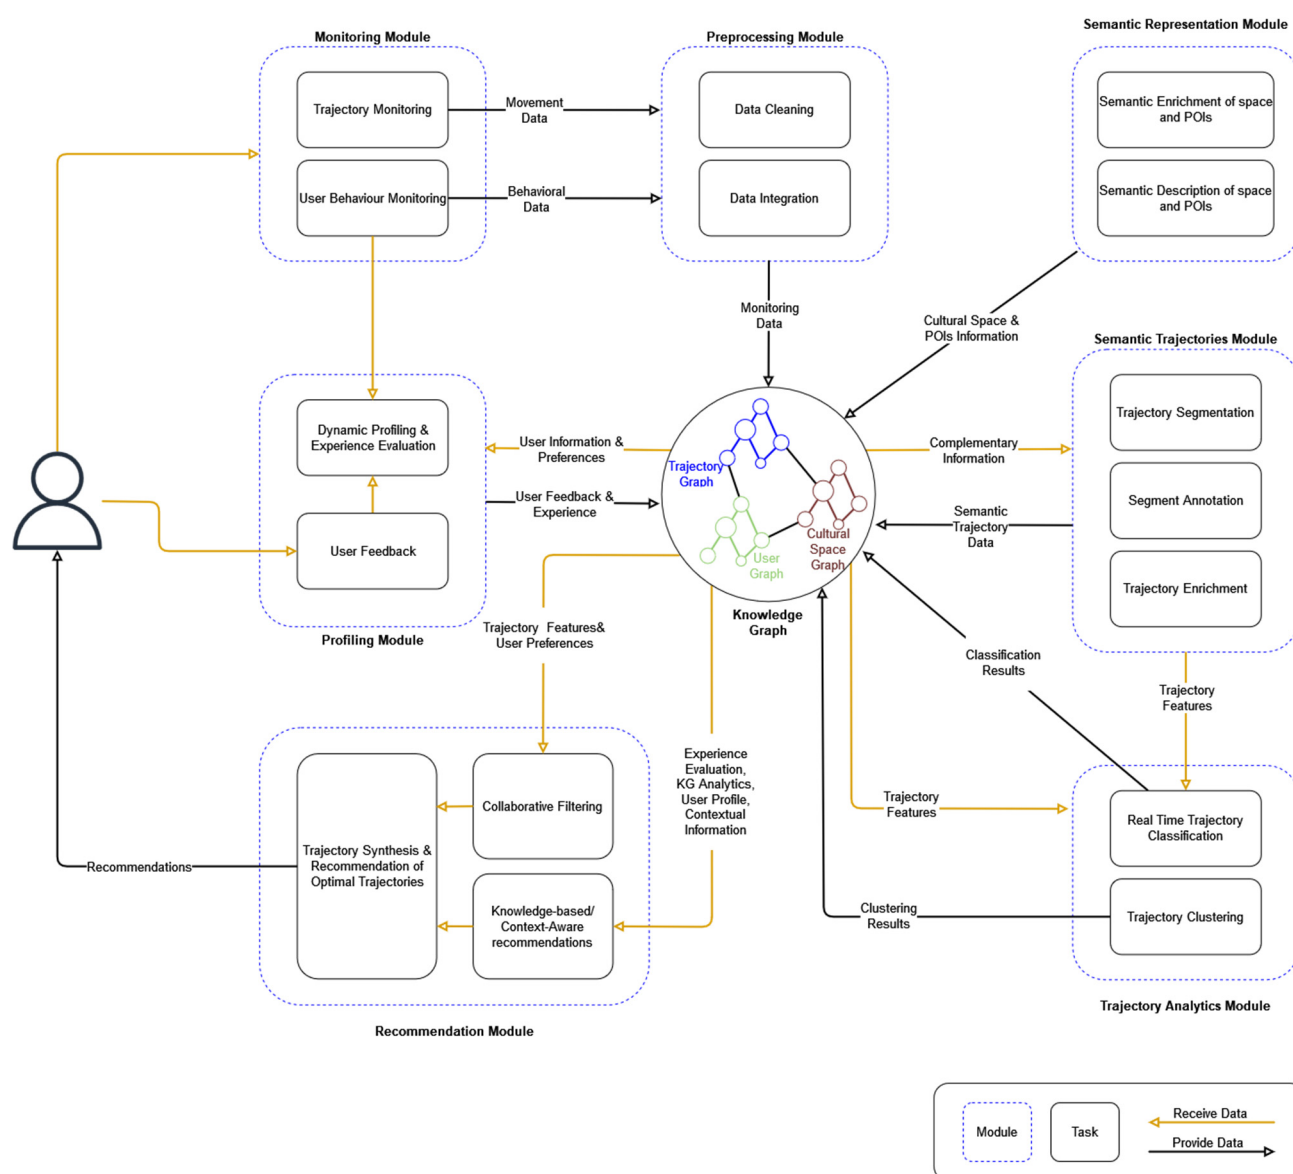 Semantic Representation Module
Monitoring Module
Preprocessing Module
Trajectory Monitoring
Movement
Data
Data Cleaning
Semantic Enrichment of space
and POIs
User Behaviour Monitoring
Behavioral
Data
Data Integration
Semantic Description of space
and POIs
Monitoring
Data
Cultural Space &
POIs Information
Semantic Trajectories Module
Dynamic Profiling &
Experience Evaluation
User Information &
Preferences
Trajectory
Graph
Complementary
Information
Trajectory Segmentation
User Feedback &
Experience
Semantic
Trajectory
Data
Segment Annotation
User Feedback
User
Graph
Cultural
Space
Graph
Trajectory Enrichment
Knowledge
Graph
Profiling Module
Trajectory Features&
User Preferences
Classification
Results
Trajectory
Features
Experience
Evaluation,
KG Analytics,
User Profile,
Contextual
Information
Collaborative Filtering
Trajectory
Features
Real Time Trajectory
Classification
Recommendations
Trajectory Synthesis &
Recommendation of
Optimal Trajectories
Knowledge-based/
Context-Aware
recommendations
Clustering
Results
Trajectory Clustering
Trajectory Analytics Module
Recommendation Module
Module
Task
Receive Data
Provide Data